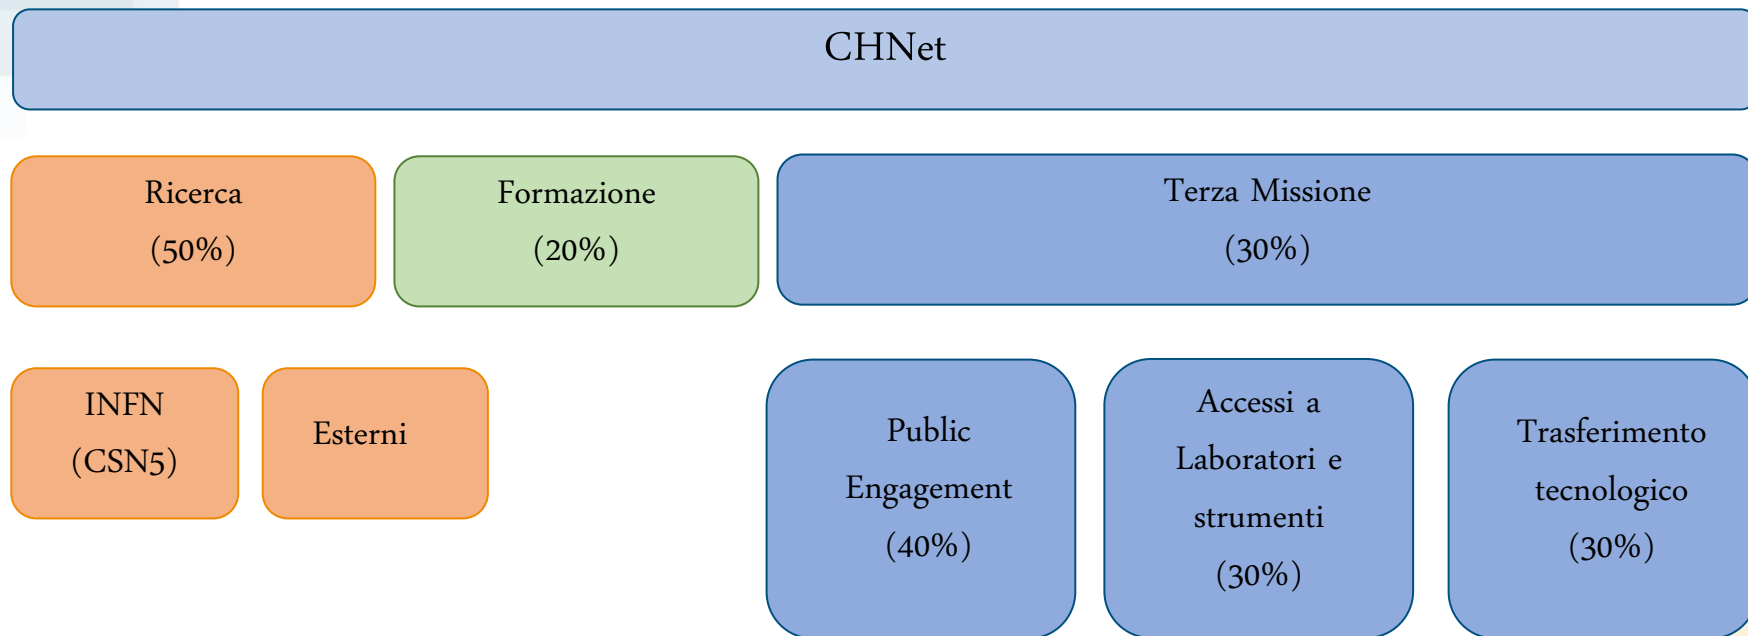 CHNet
Ricerca
(50%)
Formazione
(20%)
Terza Missione
(30%)
INFN
(CSN5)
Esterni
Public
Engagement
(40%)
Accessi a
Laboratori e
strumenti
(30%)
Trasferimento
tecnologico
(30%)